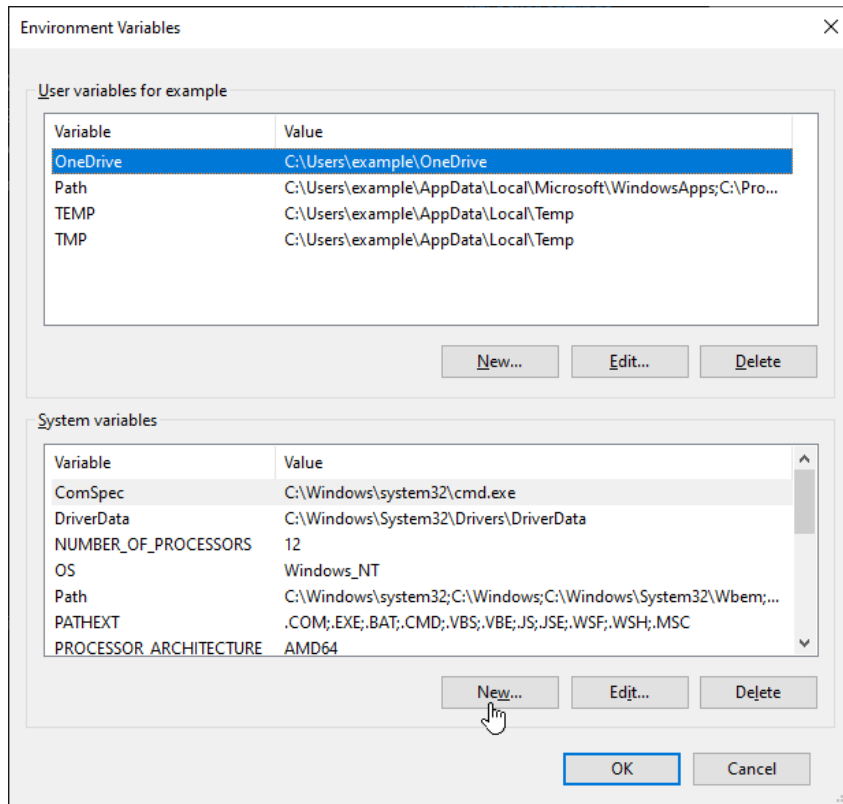 Environment Variables
User variables for example
Variable Value
OneDrive C:\Users\example\OneDrive
Path C:\Users\example\AppData\Local\Microsoft\WindowsApps;C:\Pro...
TEMP C:\Users\example\AppData\Local\Temp
TMP C:\Users\example\AppData\Local\Temp
New... Edit... Delete
System variables
Variable Value
ComSpec C:\Windows\system32\cmd.exe
DriverData C:\Windows\System32\Drivers\DriverData
NUMBER_OF_PROCESSORS 12
OS Windows_NT
Path C:\Windows\system32;C:\Windows;C:\Windows\System32\Wbem;...
PATHEXT .COM;.EXE;.BAT;.CMD;.VBS;.VBE;.JS;.JSE;.WSF;.WSH;.MSC
PROCESSOR_ARCHITECTURE AMD64
New... Edit... Delete
OK Cancel